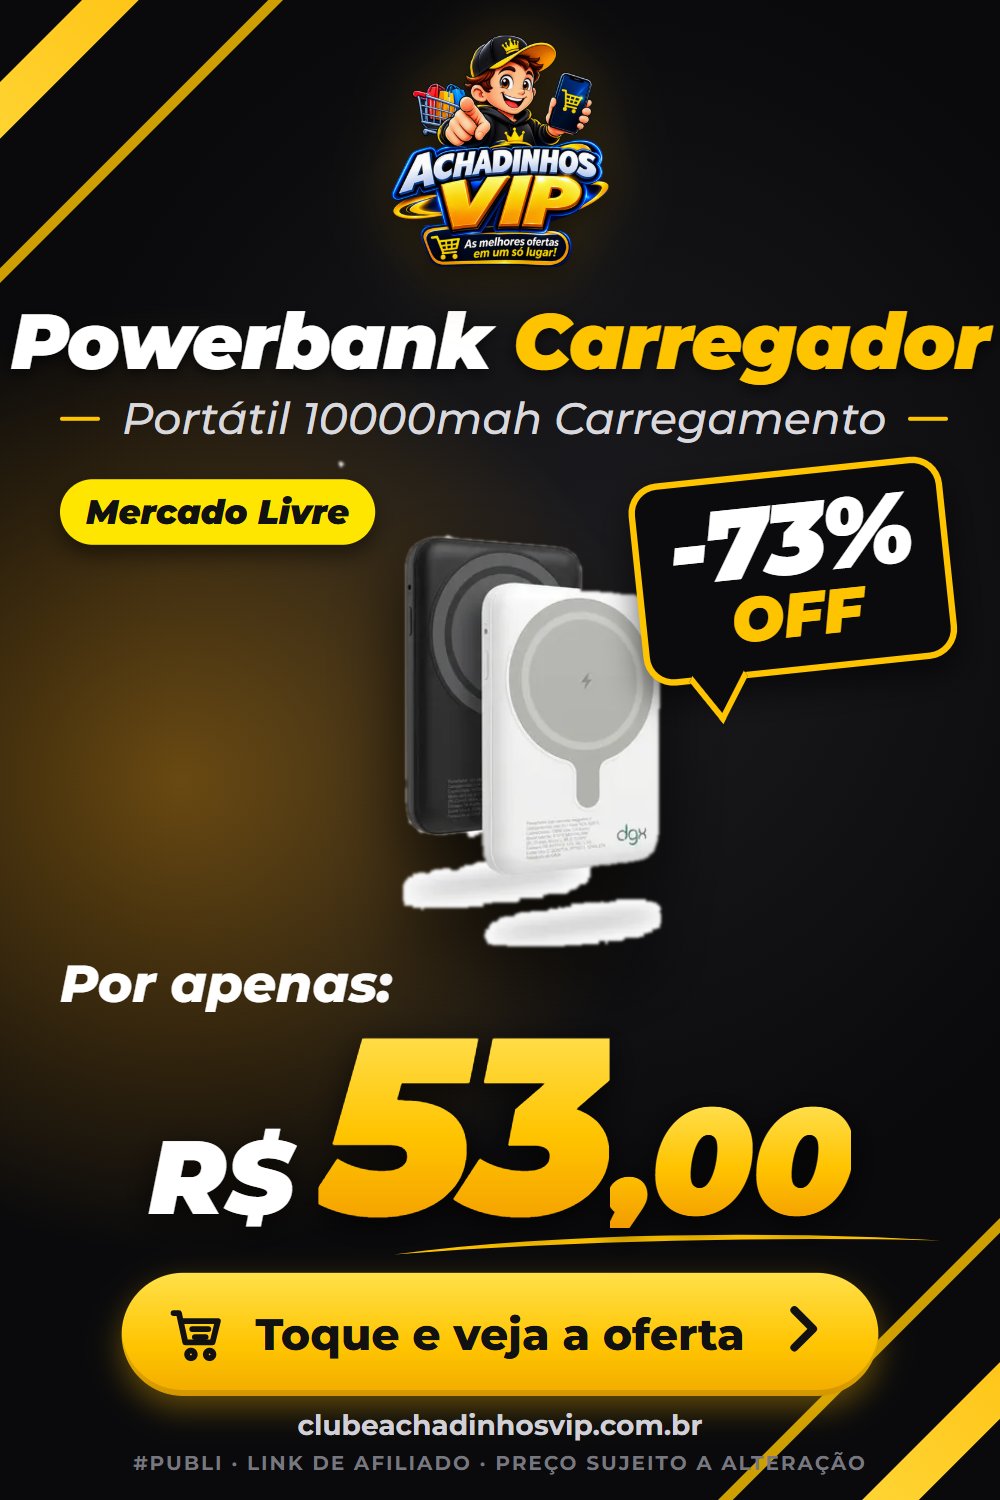 ACHADINHOS
VIP
As melhores ofertas
em um só lugar!
Powerbank Carregador
Portátil 10000mah Carregamento
Mercado Livre
-73%
OFF
dgx
Por apenas:
R$ 53,00
Toque e veja a oferta
clubeachadinhosvip.com.br
#PUBLI · LINK DE AFILIADO · PREÇO SUJEITO A ALTERAÇÃO